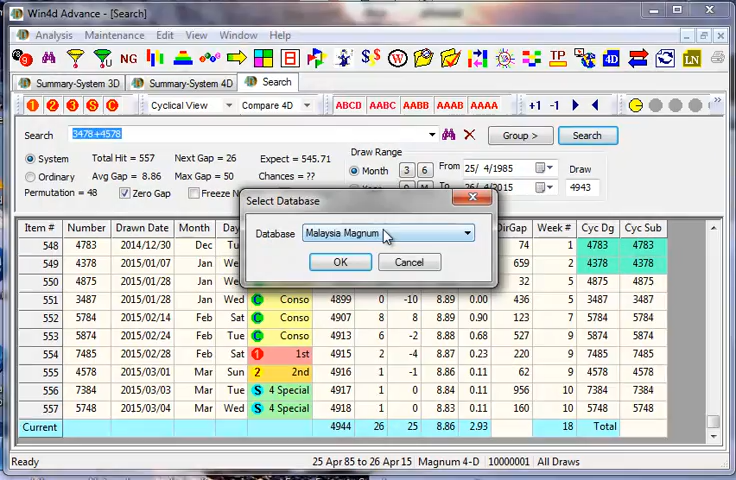 Win4d Advance - [Search]
Analysis Maintenance Edit View Window Help
NG TP 4D LN
Summary-System 3D Summary-System 4D Search
1 2 3 S C Cyclical View Compare 4D ABCD AABC AABB AAAB AAAA +1 -1
Search 3478+4578 Group > Search
System Total Hit = 557 Next Gap = 26 Expect = 545.71
Ordinary Avg Gap = 8.86 Max Gap = 50 Chances = ??
Permutation = 48 Zero Gap Freeze N
Draw Range
Month 3 6 From 25/ 4/1985 Draw
26/ 4/2015 4943
Select Database
Database Malaysia Magnum
OK Cancel
Item # Number Drawn Date Month Day DirGap Week # Cyc Dg Cyc Sub
548 4783 2014/12/30 Dec Tu 74 1 4783 4783
549 4378 2015/01/07 Jan Wed 659 2 4378 4378
550 4875 2015/01/28 Jan Wed 32 5 4875 4875
551 3487 2015/01/28 Jan Wed C Conso 4899 0 -10 8.89 0.00 436 5 3487 3487
552 5784 2015/02/14 Feb Sat C Conso 4907 8 8 8.89 0.90 527 7 5784 5784
553 5874 2015/02/24 Feb Tue C Conso 4913 6 -2 8.88 0.68 127 9 5874 5874
554 7485 2015/02/28 Feb Sat 1 1st 4915 2 -4 8.87 0.23 220 9 7485 7485
555 4578 2015/03/01 Mar Sun 2 2nd 4916 1 -1 8.85 0.11 62 9 4578 4578
556 7384 2015/03/03 Mar Tue S 4 Special 4917 1 0 8.84 0.11 956 10 7384 7384
557 5748 2015/03/04 Mar Wed S 4 Special 4918 1 0 8.83 0.11 160 10 5748 5748
Current 4944 26 25 8.86 2.93 18 Total
Ready 25 Apr 85 to 26 Apr 15 Magnum 4-D 10000001 All Draws